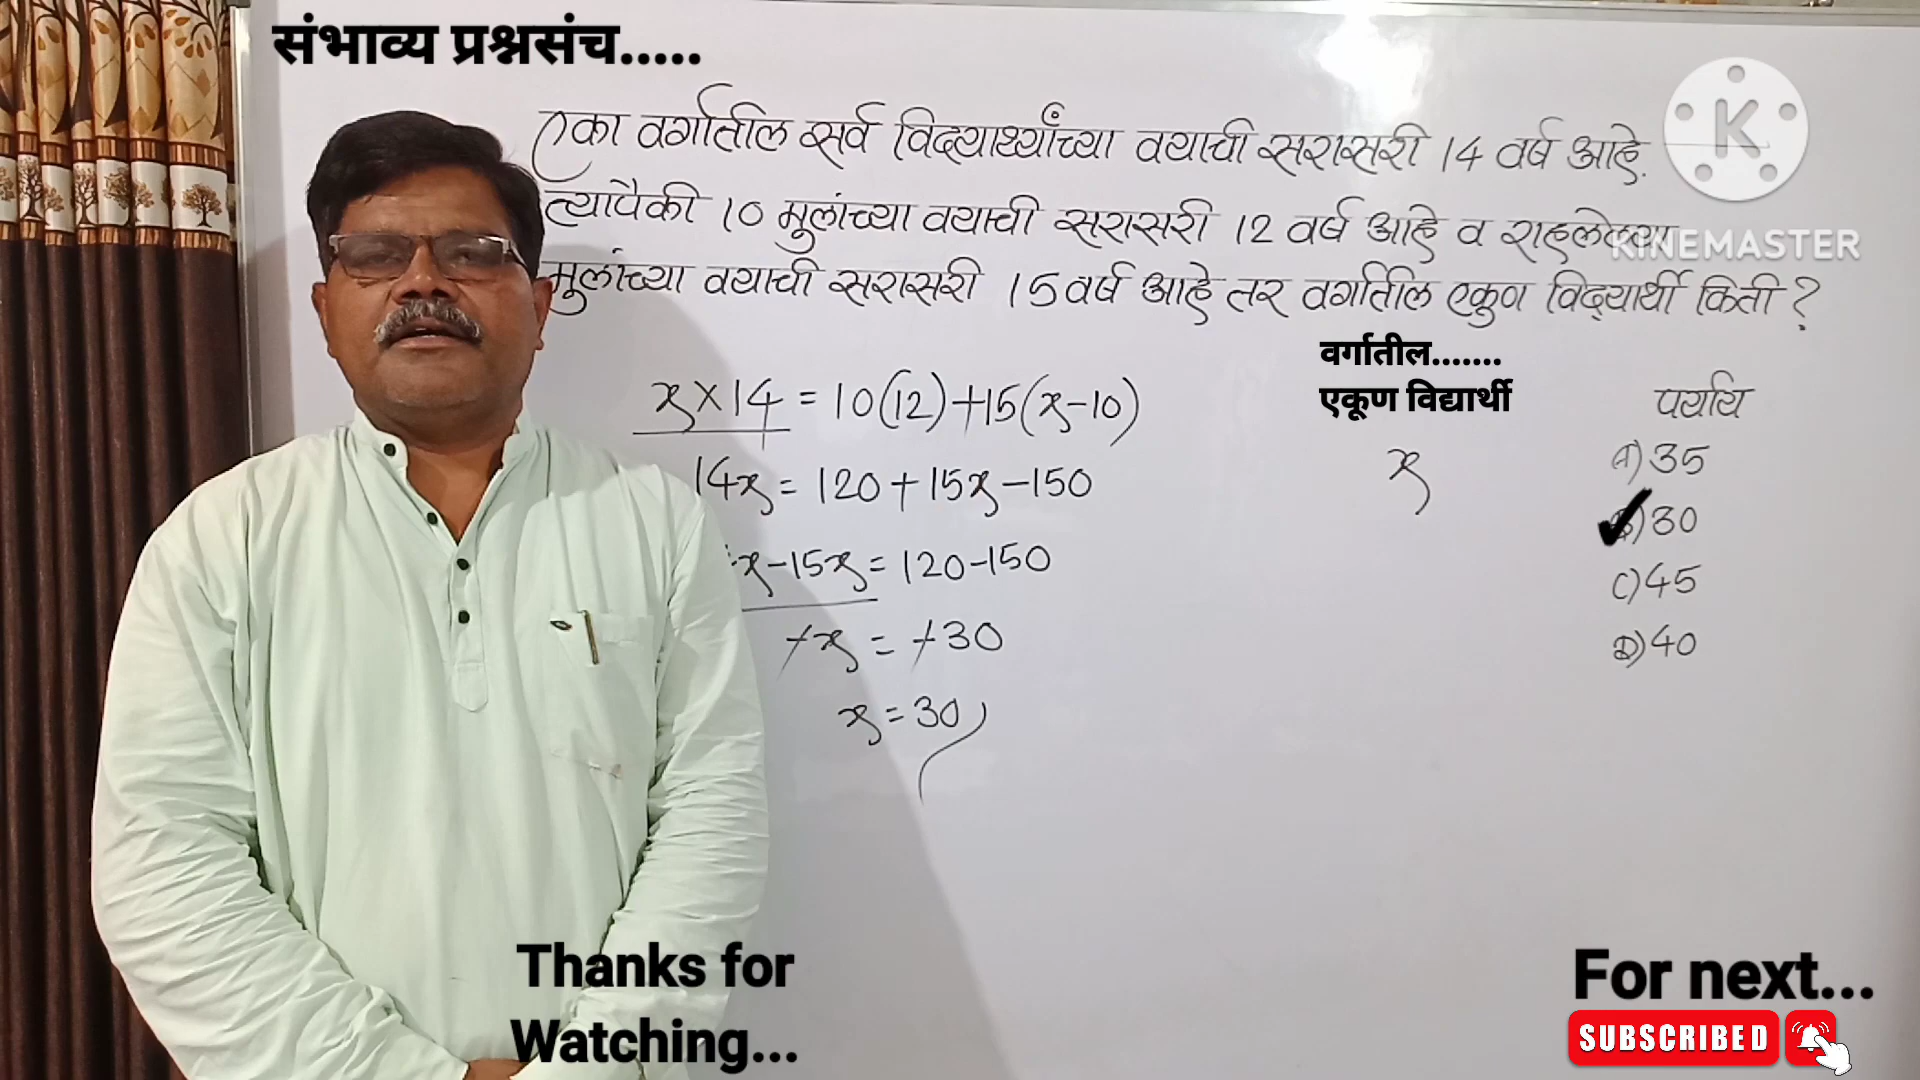 संभाव्य प्रश्नसंच.....
एका वर्गातील सर्व विद्यार्थ्यांच्या वयाची सरासरी 14 वर्ष आहे.
त्यापैकी 10 मुलांच्या वयाची सरासरी 12 वर्ष आहे व राहलेल्या
मुलांच्या वयाची सरासरी 15 वर्ष आहे तर वर्गातील एकुण विद्यार्थी किती ?
K
KINEMASTER
x×14 = 10(12)+15(x-10)
14x = 120+15x-150
x-15x = 120-150
-x = -30
x = 30
वर्गातील.......
एकूण विद्यार्थी
x
पर्याय
A) 35
B) 30
C) 45
D) 40
Thanks for
Watching...
For next...
SUBSCRIBED